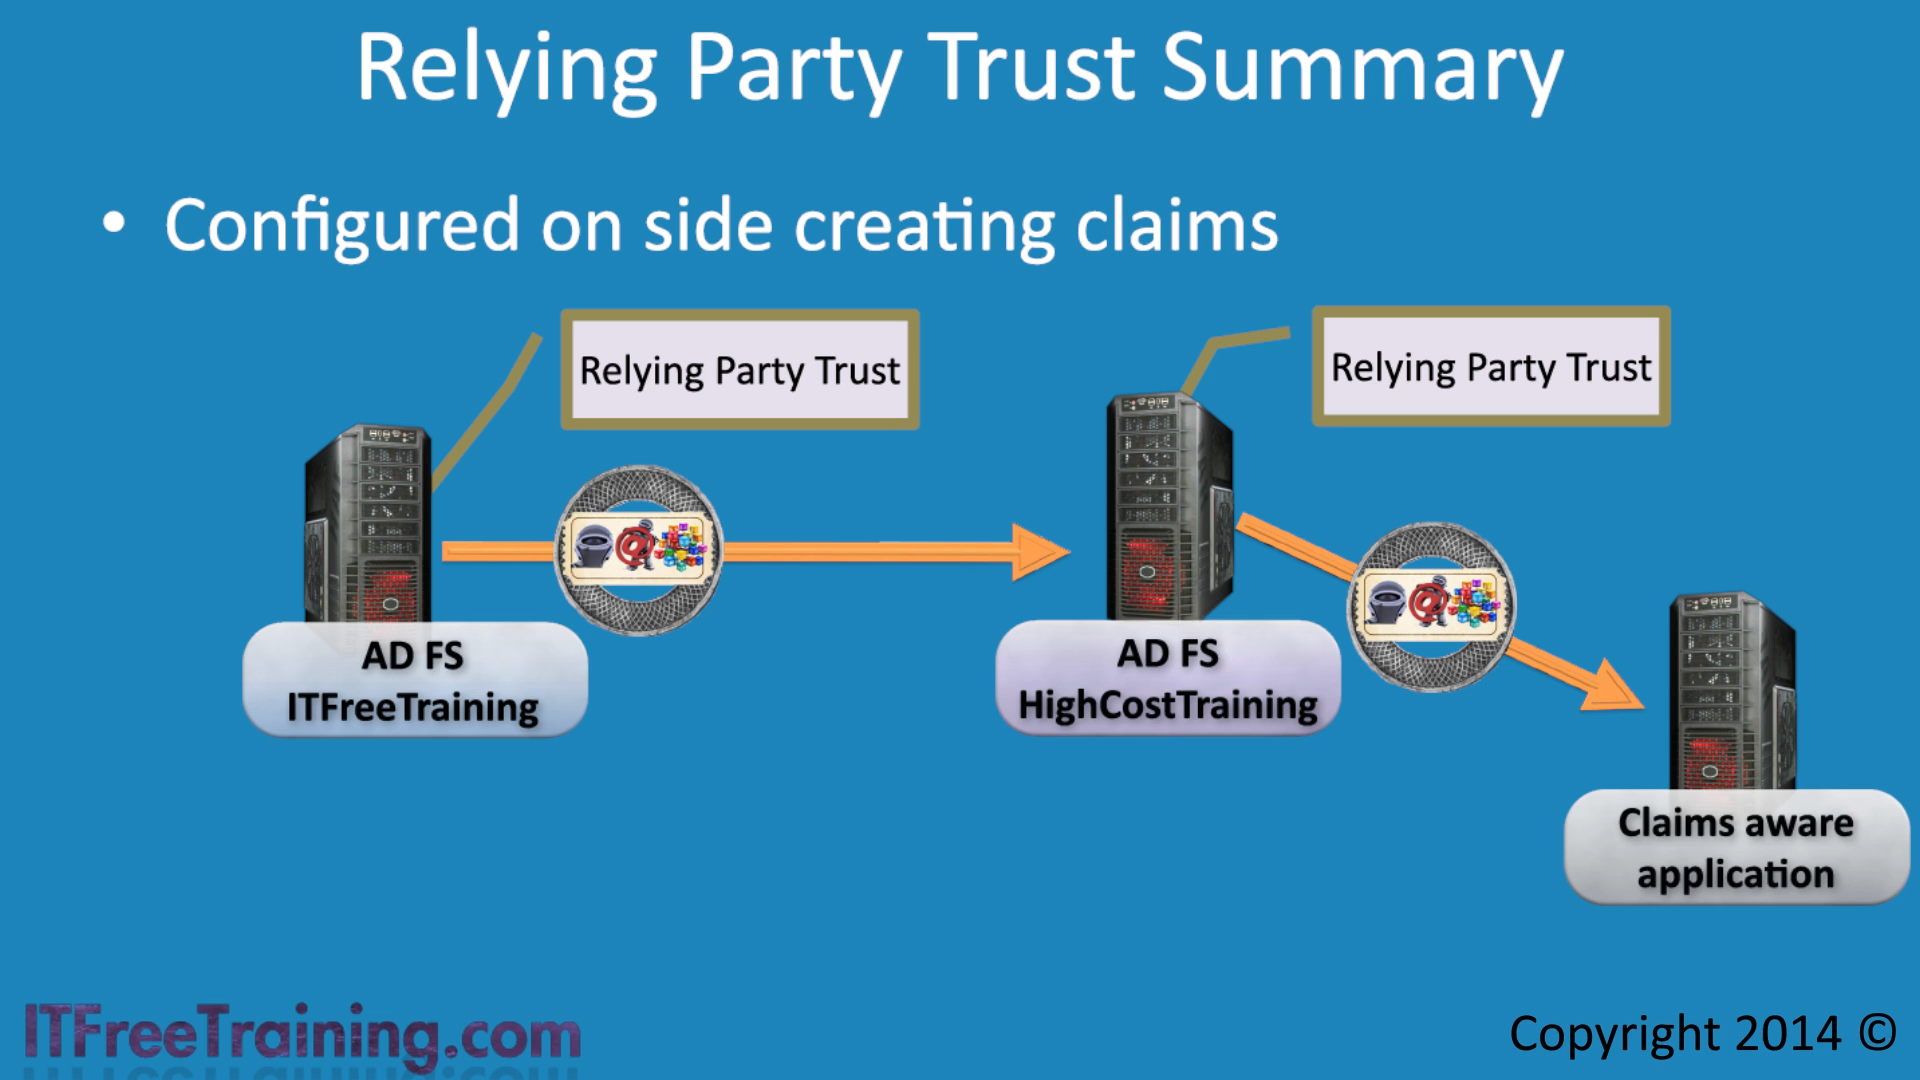 Relying Party Trust Summary
• Configured on side creating claims
Relying Party Trust
Relying Party Trust
AD FS
ITFreeTraining
AD FS
HighCostTraining
Claims aware
application
ITFreeTraining.com
Copyright 2014 ©